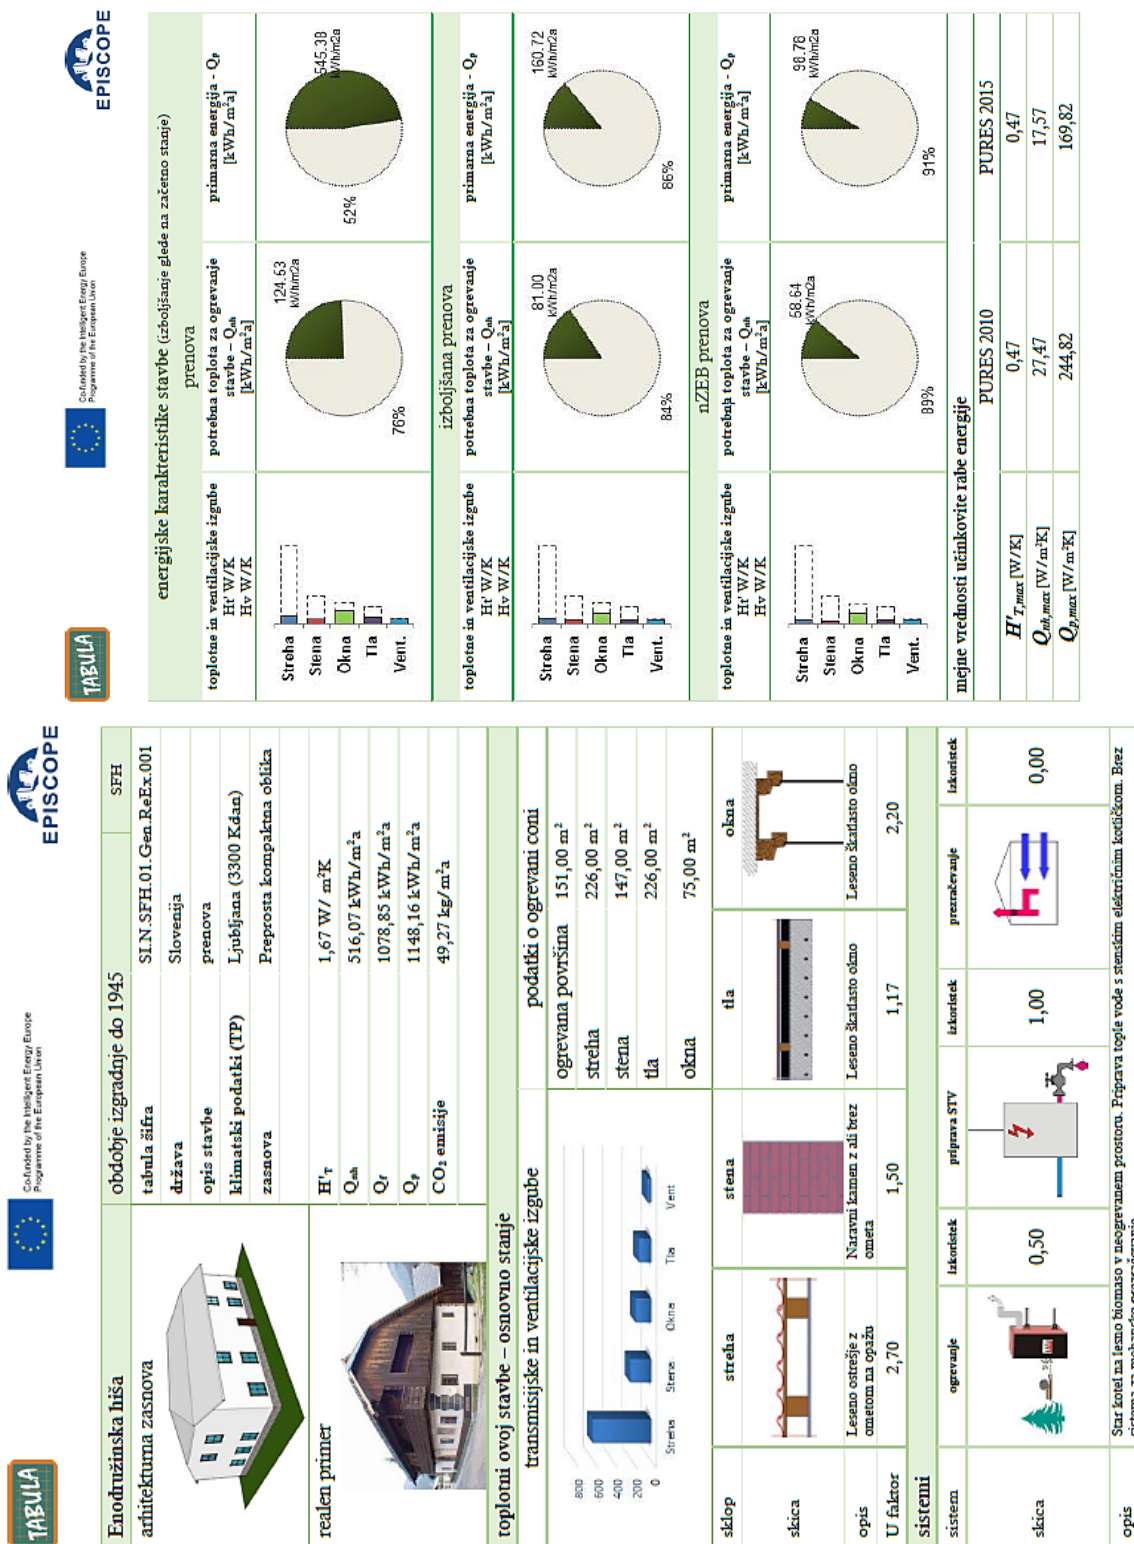 TABULA
Co-funded by the Intelligent Energy Europe
Programme of the European Union
EPISCOPE
Enodružinska hiša
obdobje izgradnje do 1945
SFH
arhitekturna zasnova
tabula šifra
SI.N.SFH.01.Gen.ReEx.001
država
Slovenija
opis stavbe
prenova
klimatski podatki (TP)
Ljubljana (3300 Kdan)
zasnova
Preprosta kompaktna oblika
realen primer
H'T
1,67 W/ m²K
Qnh
516,07 kWh/m²a
Qf
1078,85 kWh/m²a
Qp
1148,16 kWh/m²a
CO₂ emisije
49,27 kg/m²a
toplotni ovoj stavbe – osnovno stanje
transmisijske in ventilacijske izgube
podatki o ogrevani coni
800
600
400
200
0
Streha
Stena
Okna
Tla
Vent
ogrevana površina
151,00 m²
streha
226,00 m²
stena
147,00 m²
tla
226,00 m²
okna
75,00 m²
sklop
streha
stena
tla
okna
skica
opis
Leseno ostrešje z
ometom na opažu
Naravni kamen z ali brez
ometa
Leseno škatlasto okno
Leseno škatlasto okno
U faktor
2,70
1,50
1,17
2,20
sistemi
sistem
ogrevanje
izkoristek
priprava STV
izkoristek
prezračevanje
izkoristek
skica
0,50
1,00
0,00
opis
Star kotel na lesno biomaso v neogrevanem prostoru. Priprava tople vode s stenskim električnim kotličkom. Brez
sistema za mehansko prezračevanje
TABULA
Co-funded by the Intelligent Energy Europe
Programme of the European Union
EPISCOPE
energijske karakteristike stavbe (izboljšanje glede na začetno stanje)
prenova
toplotne in ventilacijske izgube
Ht' W/K
Hv W/K
potrebna toplota za ogrevanje
stavbe – Qnh
[kWh/m²a]
primarna energija - Qp
[kWh/m²a]
Streha
Stena
Okna
Tla
Vent.
124.53
kWh/m2a
76%
545.38
kWh/m2a
52%
izboljšana prenova
toplotne in ventilacijske izgube
Ht' W/K
Hv W/K
potrebna toplota za ogrevanje
stavbe – Qnh
[kWh/m²a]
primarna energija - Qp
[kWh/m²a]
Streha
Stena
Okna
Tla
Vent.
81.00
kWh/m2a
84%
160.72
kWh/m2a
86%
nZEB prenova
toplotne in ventilacijske izgube
Ht' W/K
Hv W/K
potrebna toplota za ogrevanje
stavbe – Qnh
[kWh/m²a]
primarna energija - Qp
[kWh/m²a]
Streha
Stena
Okna
Tla
Vent.
58.64
kWh/m2a
89%
98.76
kWh/m2a
91%
mejne vrednosti učinkovite rabe energije
PURES 2010
PURES 2015
H'T,max [W/K]
0,47
0,47
Qnh,max [W/m²K]
27,47
17,57
Qp,max [W/m²K]
244,82
169,82